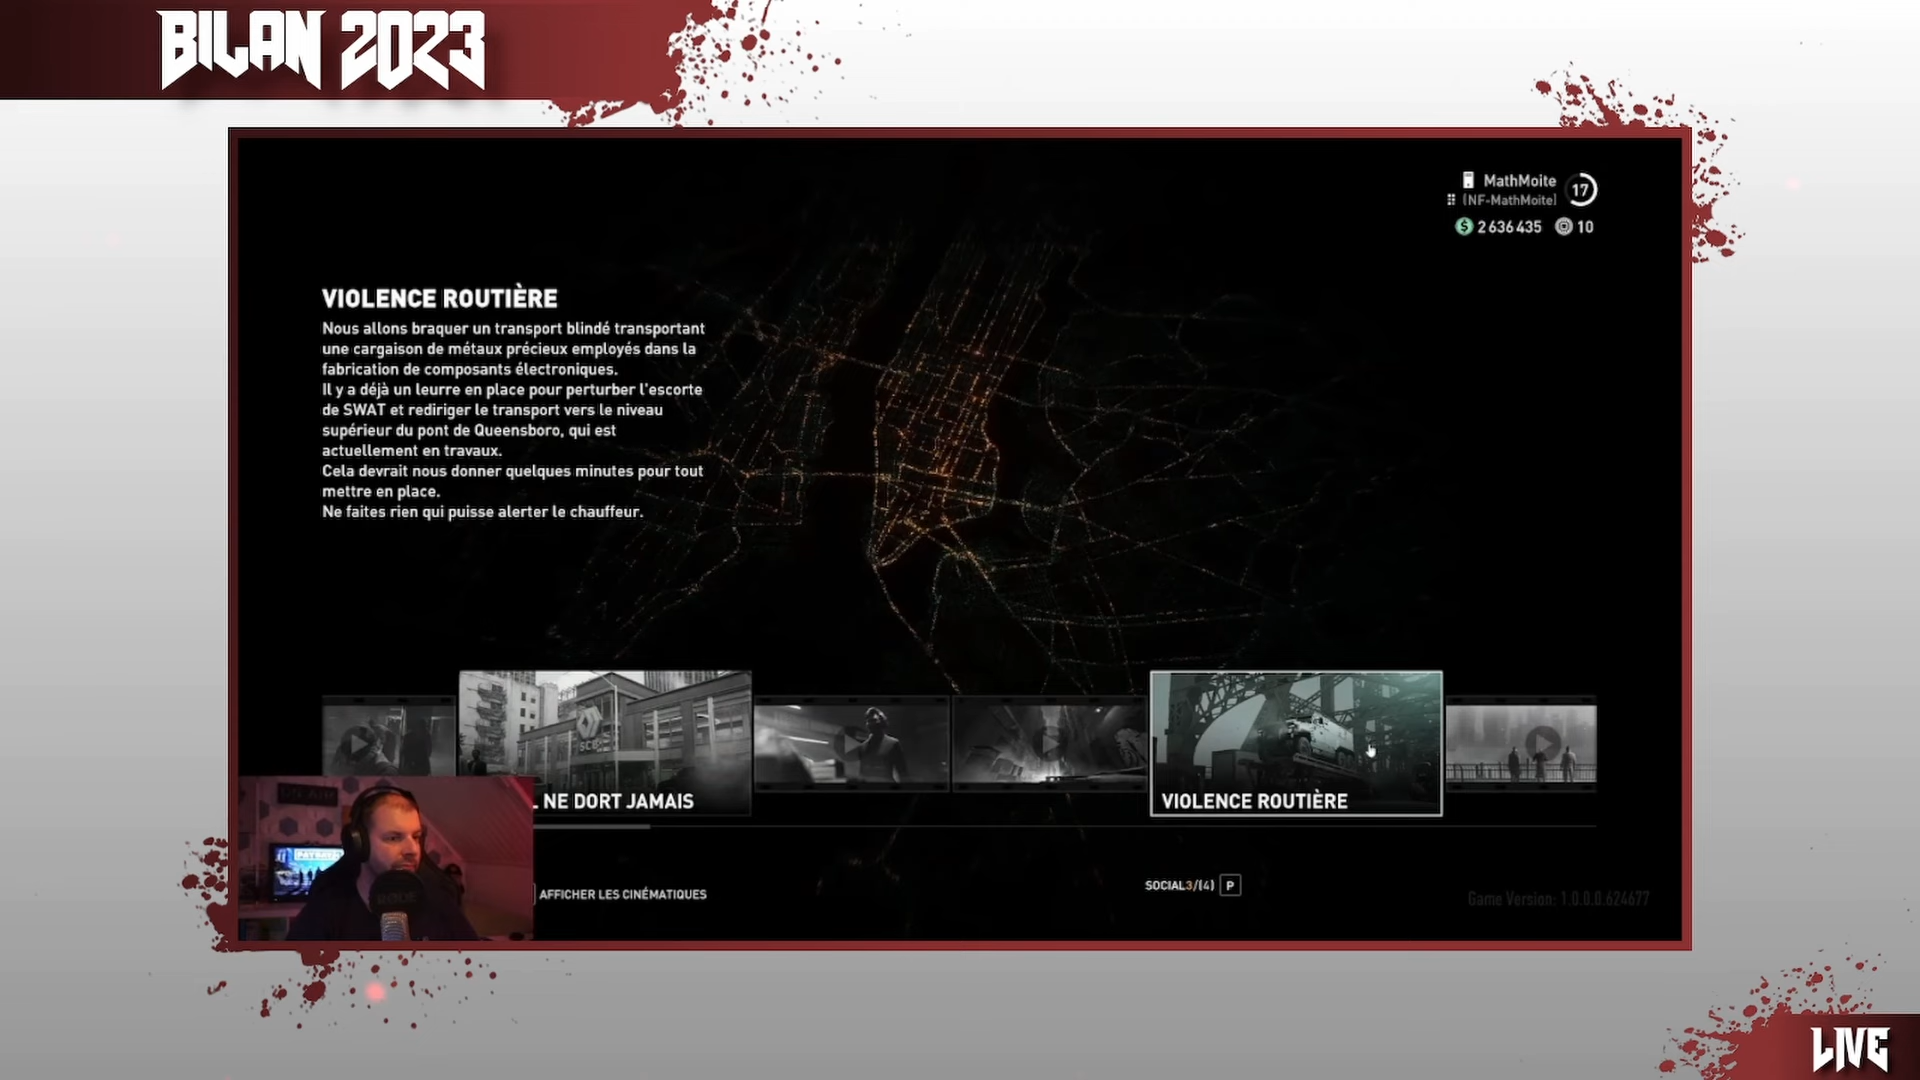 BILAN 2023
MathMoite
17
(NF-MathMoite)
$ 2 636 435 10
VIOLENCE ROUTIÈRE
Nous allons braquer un transport blindé transportant
une cargaison de métaux précieux employés dans la
fabrication de composants électroniques.
Il y a déjà un leurre en place pour perturber l'escorte
de SWAT et rediriger le transport vers le niveau
supérieur du pont de Queensboro, qui est
actuellement en travaux.
Cela devrait nous donner quelques minutes pour tout
mettre en place.
Ne faites rien qui puisse alerter le chauffeur.
NE DORT JAMAIS
VIOLENCE ROUTIÈRE
ON AIR
PAYDAY
RODE
AFFICHER LES CINÉMATIQUES
SOCIAL3/(4) P
Game Version: 1.0.0.0.624677
LIVE